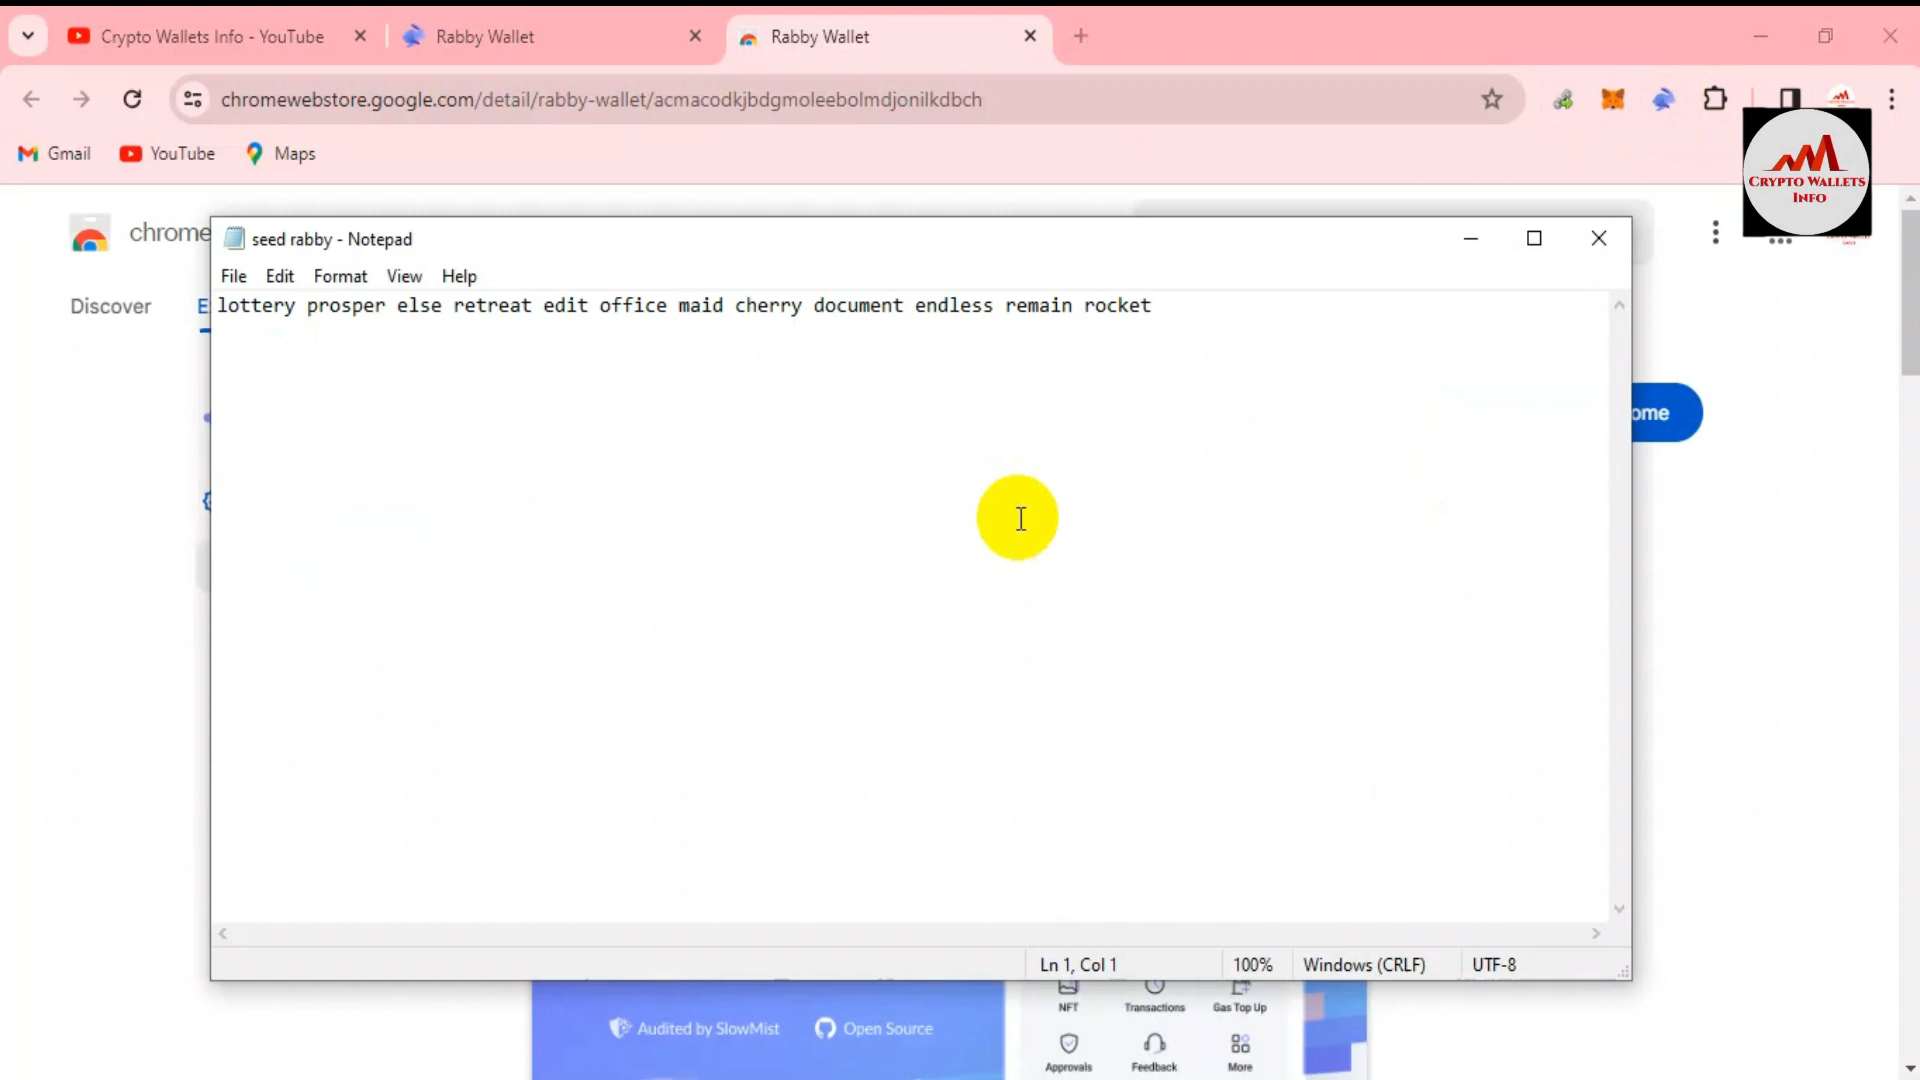 Crypto Wallets Info - YouTube
Rabby Wallet
Rabby Wallet
chromewebstore.google.com/detail/rabby-wallet/acmacodkjbdgmoleebolmdjonilkdbch
Gmail
YouTube
Maps
CRYPTO WALLETS
INFO
chrome
seed rabby - Notepad
File Edit Format View Help
Discover
lottery prosper else retreat edit office maid cherry document endless remain rocket
Ln 1, Col 1
100%
Windows (CRLF)
UTF-8
NFT
Transactions
Gas Top Up
Audited by SlowMist
Open Source
Approvals
Feedback
More